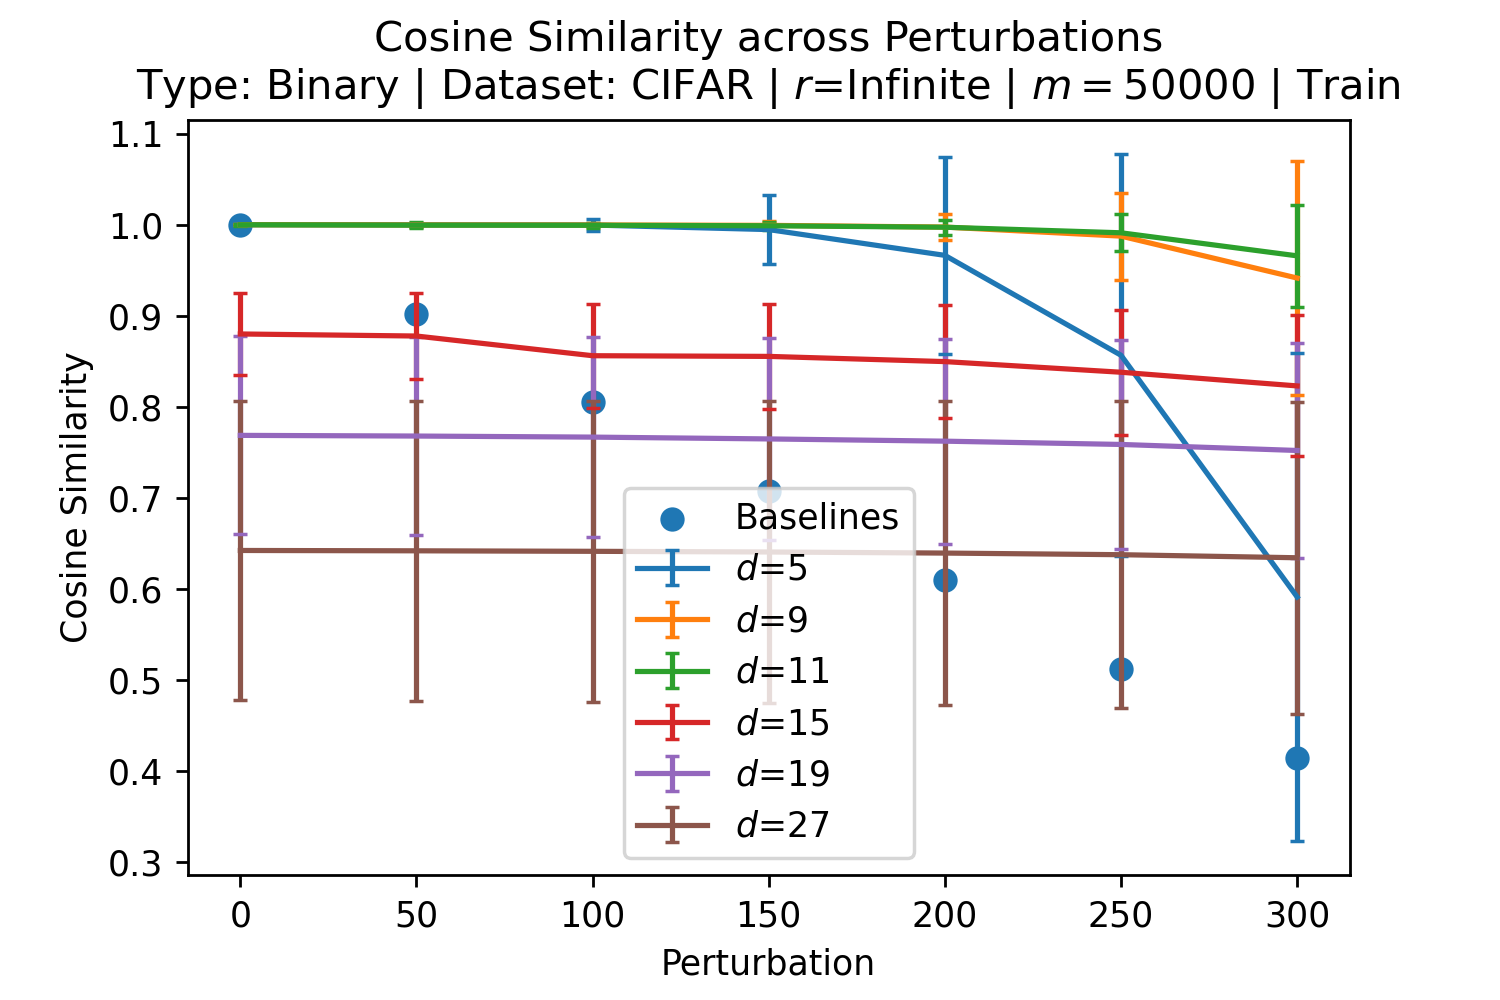 Cosine Similarity across Perturbations
Type: Binary | Dataset: CIFAR | r=Infinite | m = 50000 | Train
Cosine Similarity
1.1
1.0
0.9
0.8
0.7
0.6
0.5
0.4
0.3
Baselines
d=5
d=9
d=11
d=15
d=19
d=27
0 50 100 150 200 250 300
Perturbation